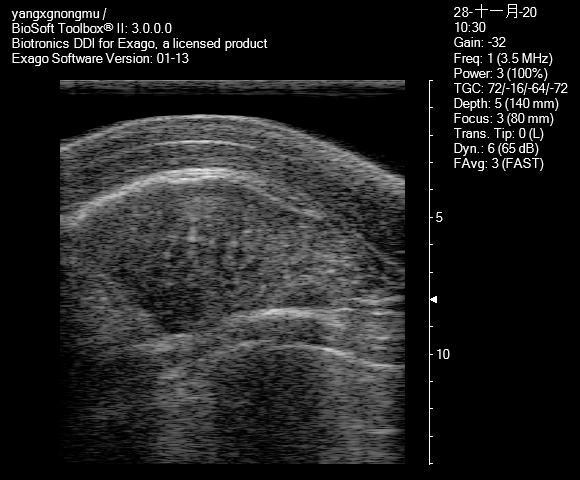 yangxgnongmu /
BioSoft Toolbox® II: 3.0.0.0
Biotronics DDI for Exago, a licensed product
Exago Software Version: 01-13
28-十一月-20
10:30
Gain: -32
Freq: 1 (3.5 MHz)
Power: 3 (100%)
TGC: 72/-16/-64/-72
Depth: 5 (140 mm)
Focus: 3 (80 mm)
Trans. Tip: 0 (L)
Dyn.: 6 (65 dB)
FAvg: 3 (FAST)
5
10